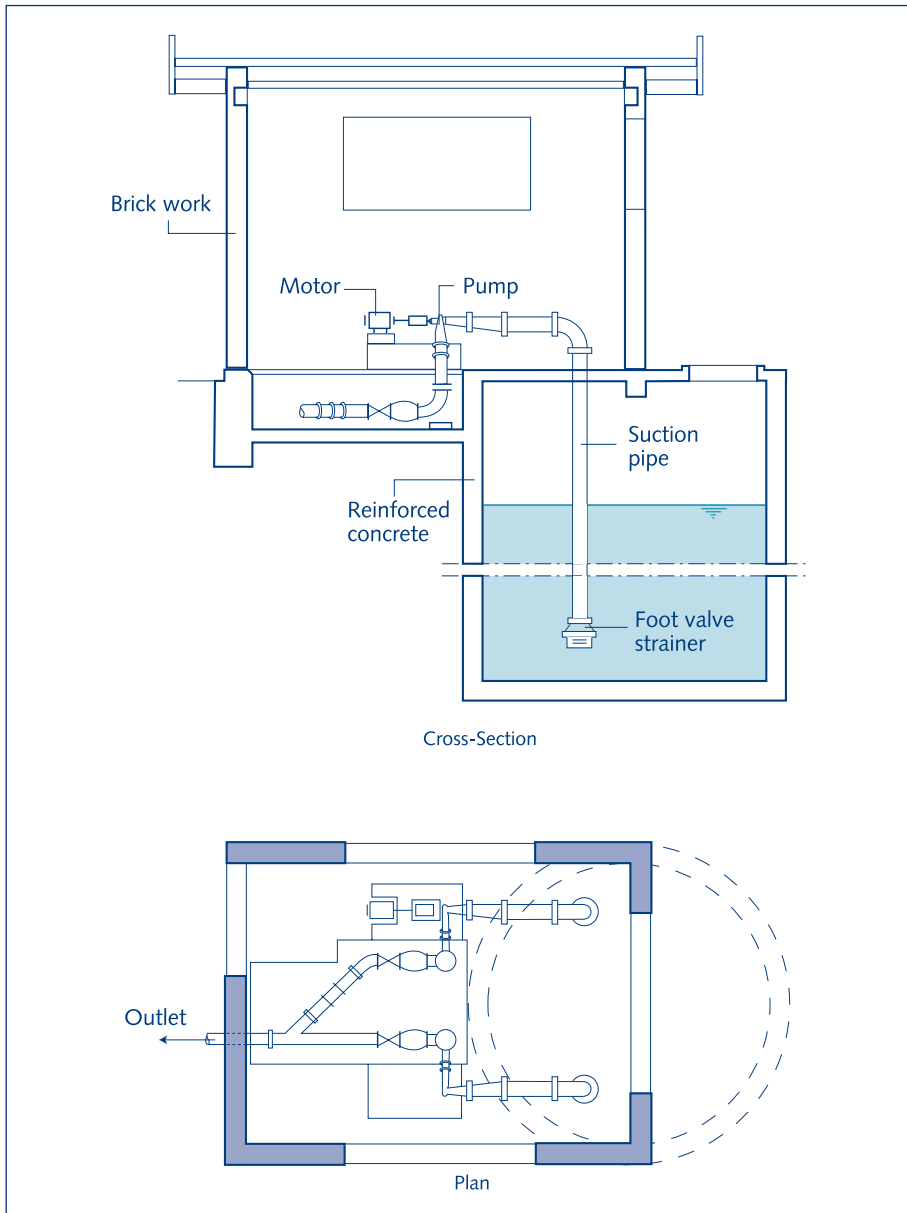 Brick work
Motor
Pump
Suction
pipe
Reinforced
concrete
Foot valve
strainer
Cross-Section
Outlet
Plan